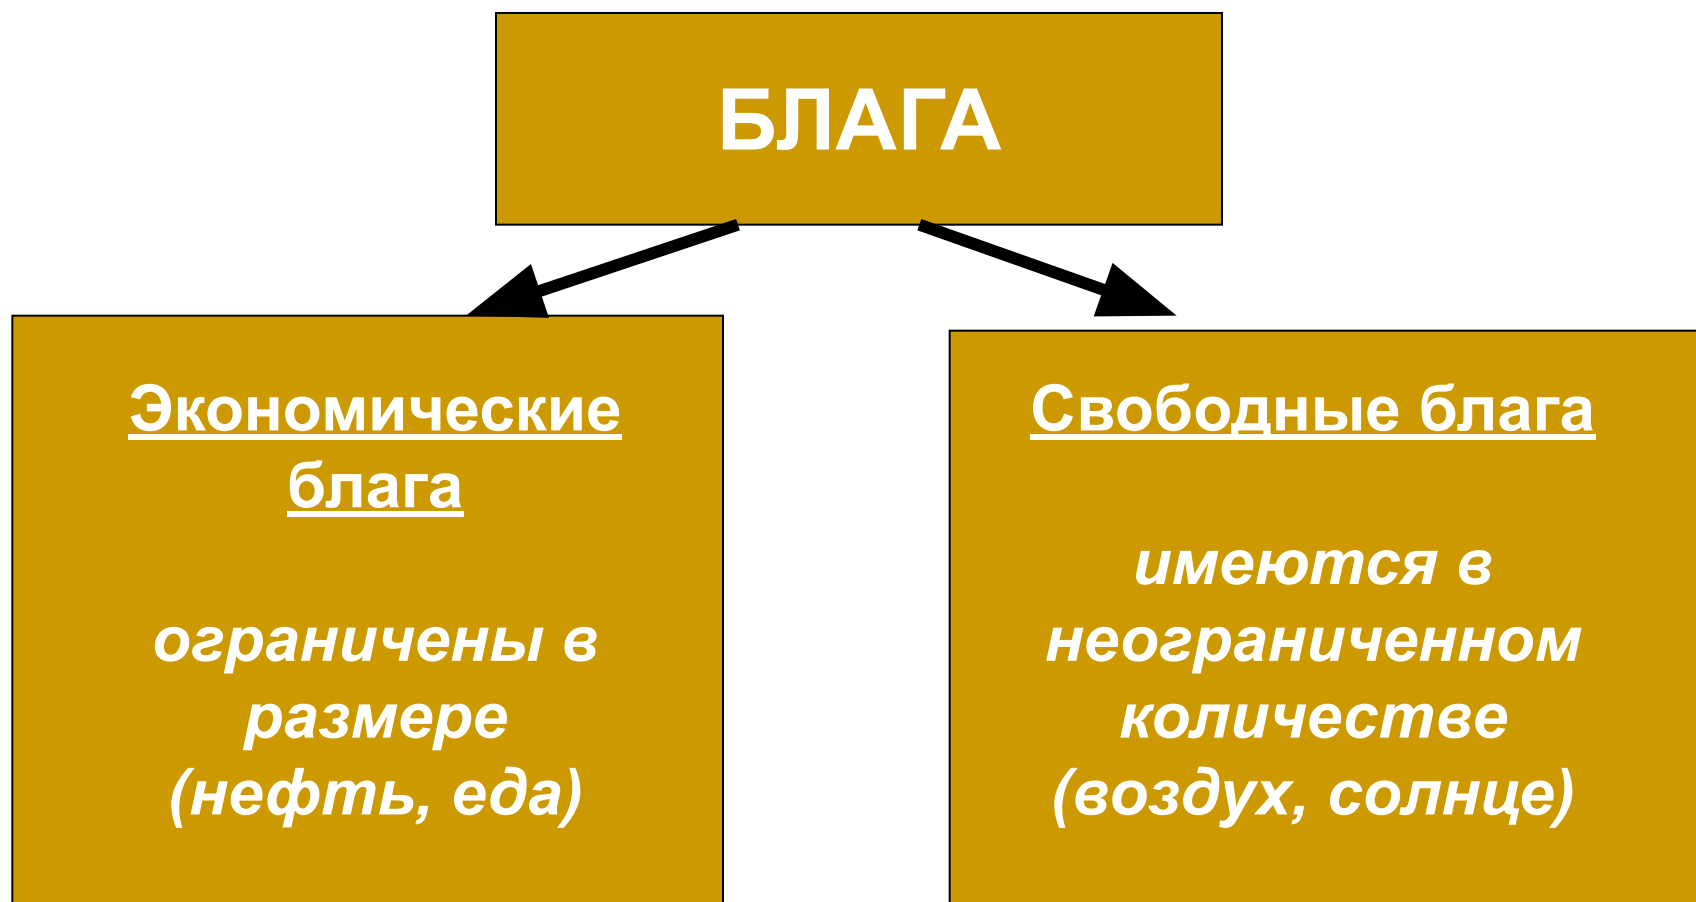 БЛАГА
Экономические
блага
ограничены в
размере
(нефть, еда)
Свободные блага
имеются в
неограниченном
количестве
(воздух, солнце)